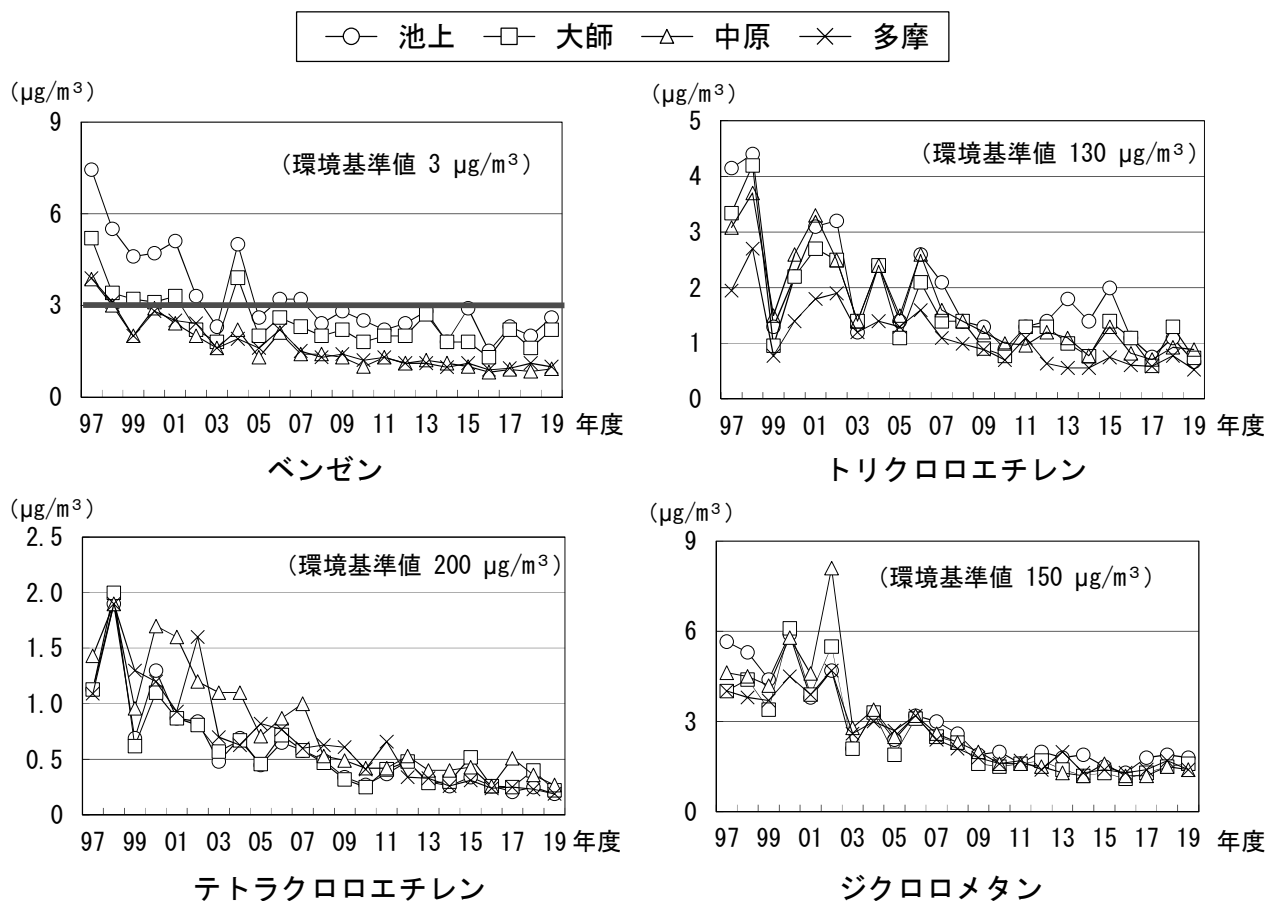 池上 大師 中原 多摩
(μg/m³)
9
6
3
0
(環境基準値 3 μg/m³)
97 99 01 03 05 07 09 11 13 15 17 19 年度
ベンゼン
(μg/m³)
5
4
3
2
1
0
(環境基準値 130 μg/m³)
97 99 01 03 05 07 09 11 13 15 17 19 年度
トリクロロエチレン
(μg/m³)
2.5
2.0
1.5
1.0
0.5
0
(環境基準値 200 μg/m³)
97 99 01 03 05 07 09 11 13 15 17 19 年度
テトラクロロエチレン
(μg/m³)
9
6
3
0
(環境基準値 150 μg/m³)
97 99 01 03 05 07 09 11 13 15 17 19 年度
ジクロロメタン